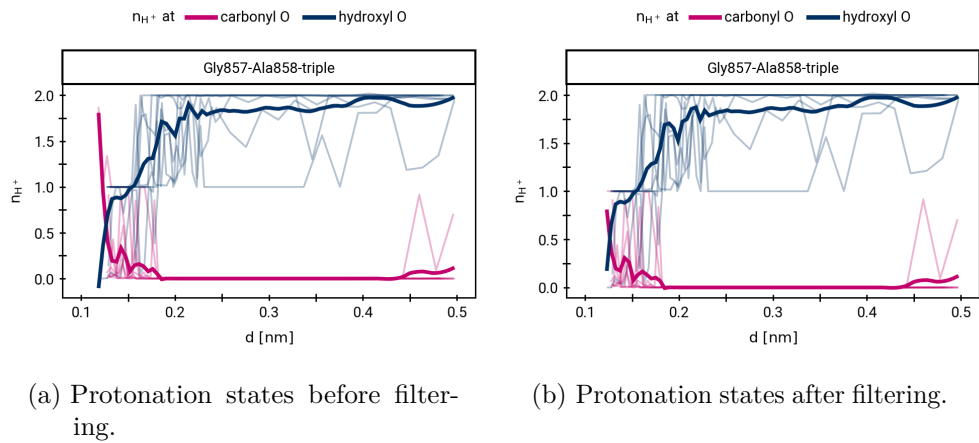 n_H⁺ at carbonyl O hydroxyl O
Gly857-Ala858-triple
2.0
1.5
1.0
0.5
0.0
n_H⁺
0.1 0.2 0.3 0.4 0.5
d [nm]
(a) Protonation states before filter-
ing.
n_H⁺ at carbonyl O hydroxyl O
Gly857-Ala858-triple
2.0
1.5
1.0
0.5
0.0
n_H⁺
0.1 0.2 0.3 0.4 0.5
d [nm]
(b) Protonation states after filtering.